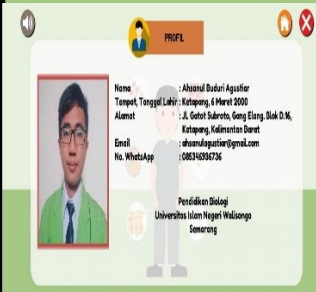 PROFIL
Nama : Ahsanul Buduri Agustiar
Tempat, Tanggal Lahir : Ketapang, 6 Maret 2000
Alamat : Jl. Gatot Subroto, Gang Elang. Blok D.16,
Ketapang, Kalimantan Barat
Email : ahsanulagustiar@gmail.com
No. WhatsApp : 085346936736
Pendidikan Biologi
Universitas Islam Negeri Walisongo
Semarang